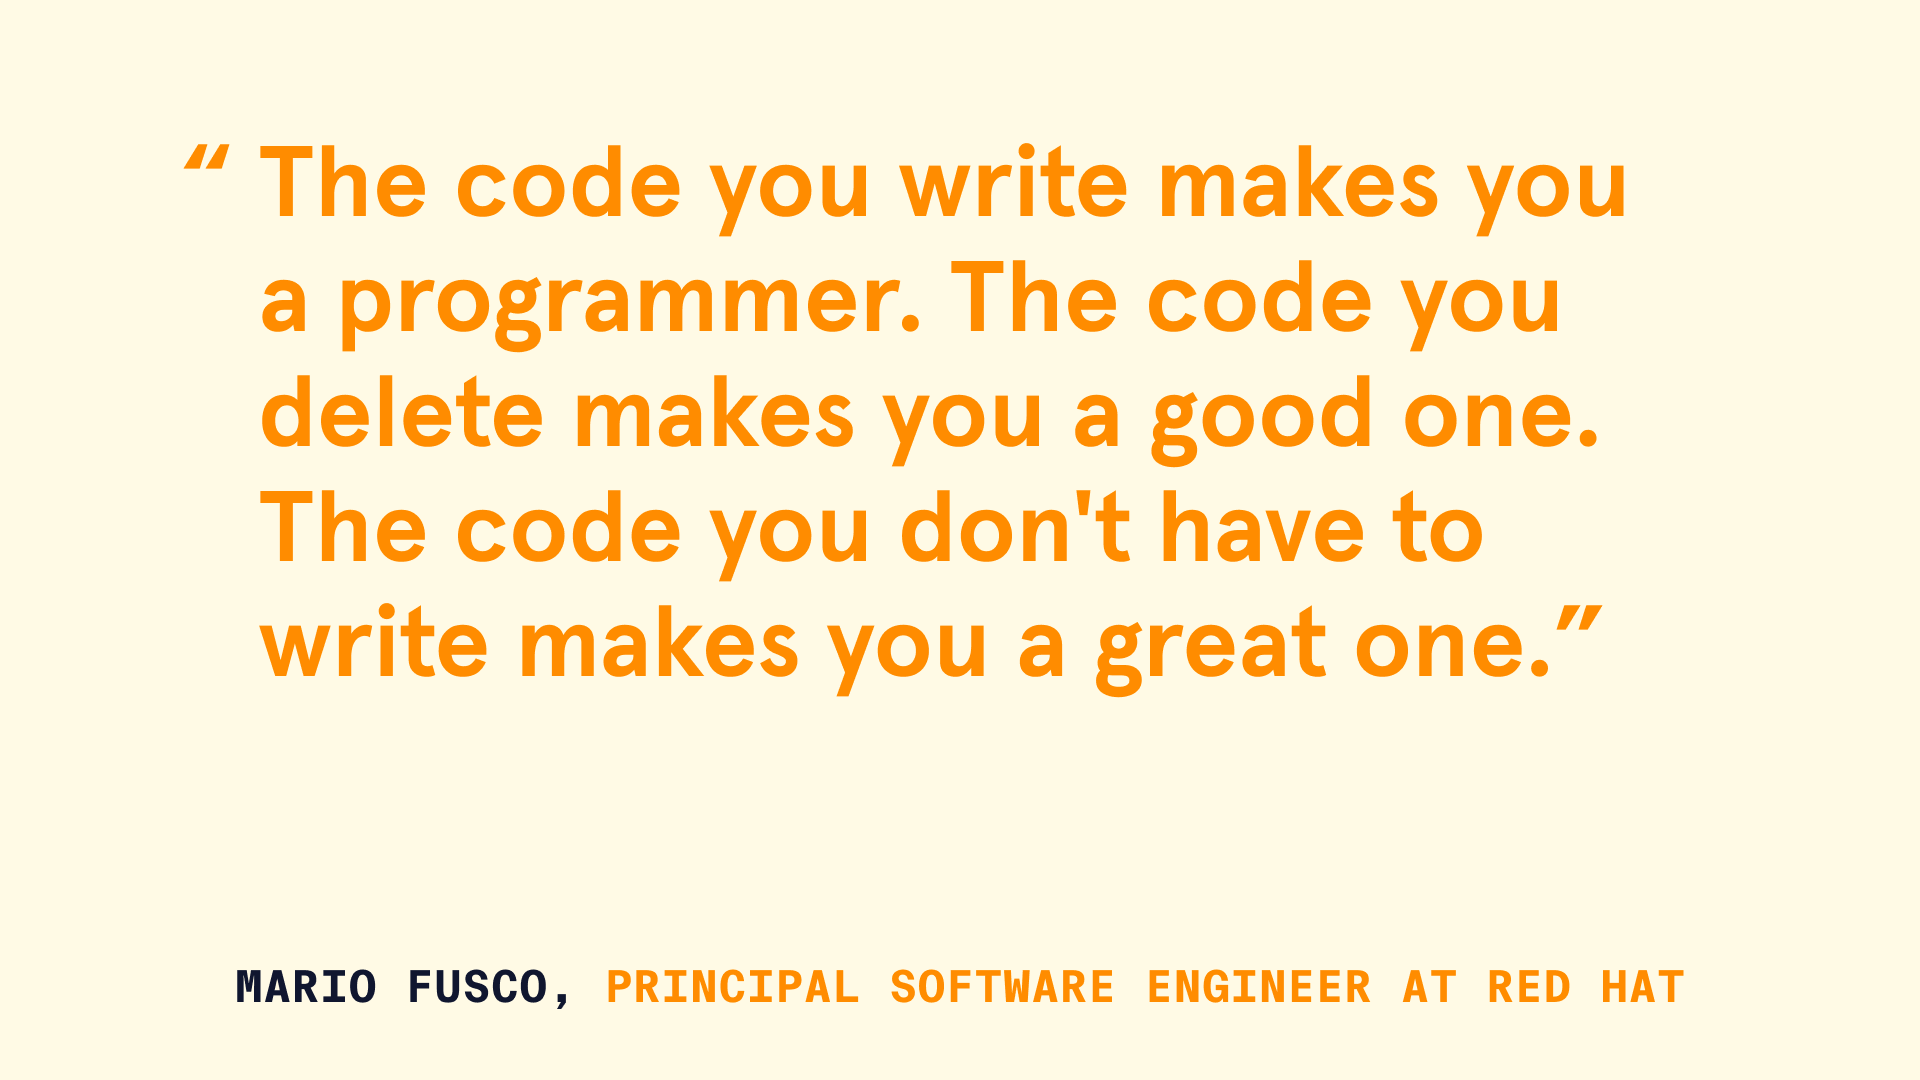 “ The code you write makes you
a programmer. The code you
delete makes you a good one.
The code you don't have to
write makes you a great one.”
MARIO FUSCO, PRINCIPAL SOFTWARE ENGINEER AT RED HAT